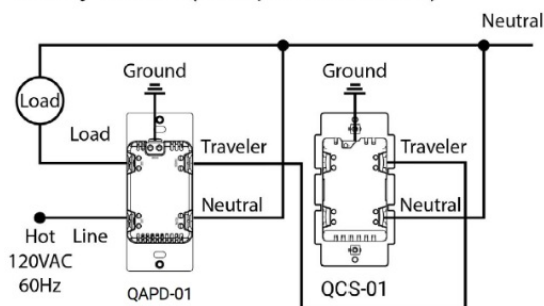 Neutral
Ground
Ground
Load
Load
Traveler
Traveler
Neutral
Neutral
Hot
Line
120VAC
60Hz
QAPD-01
QCS-01